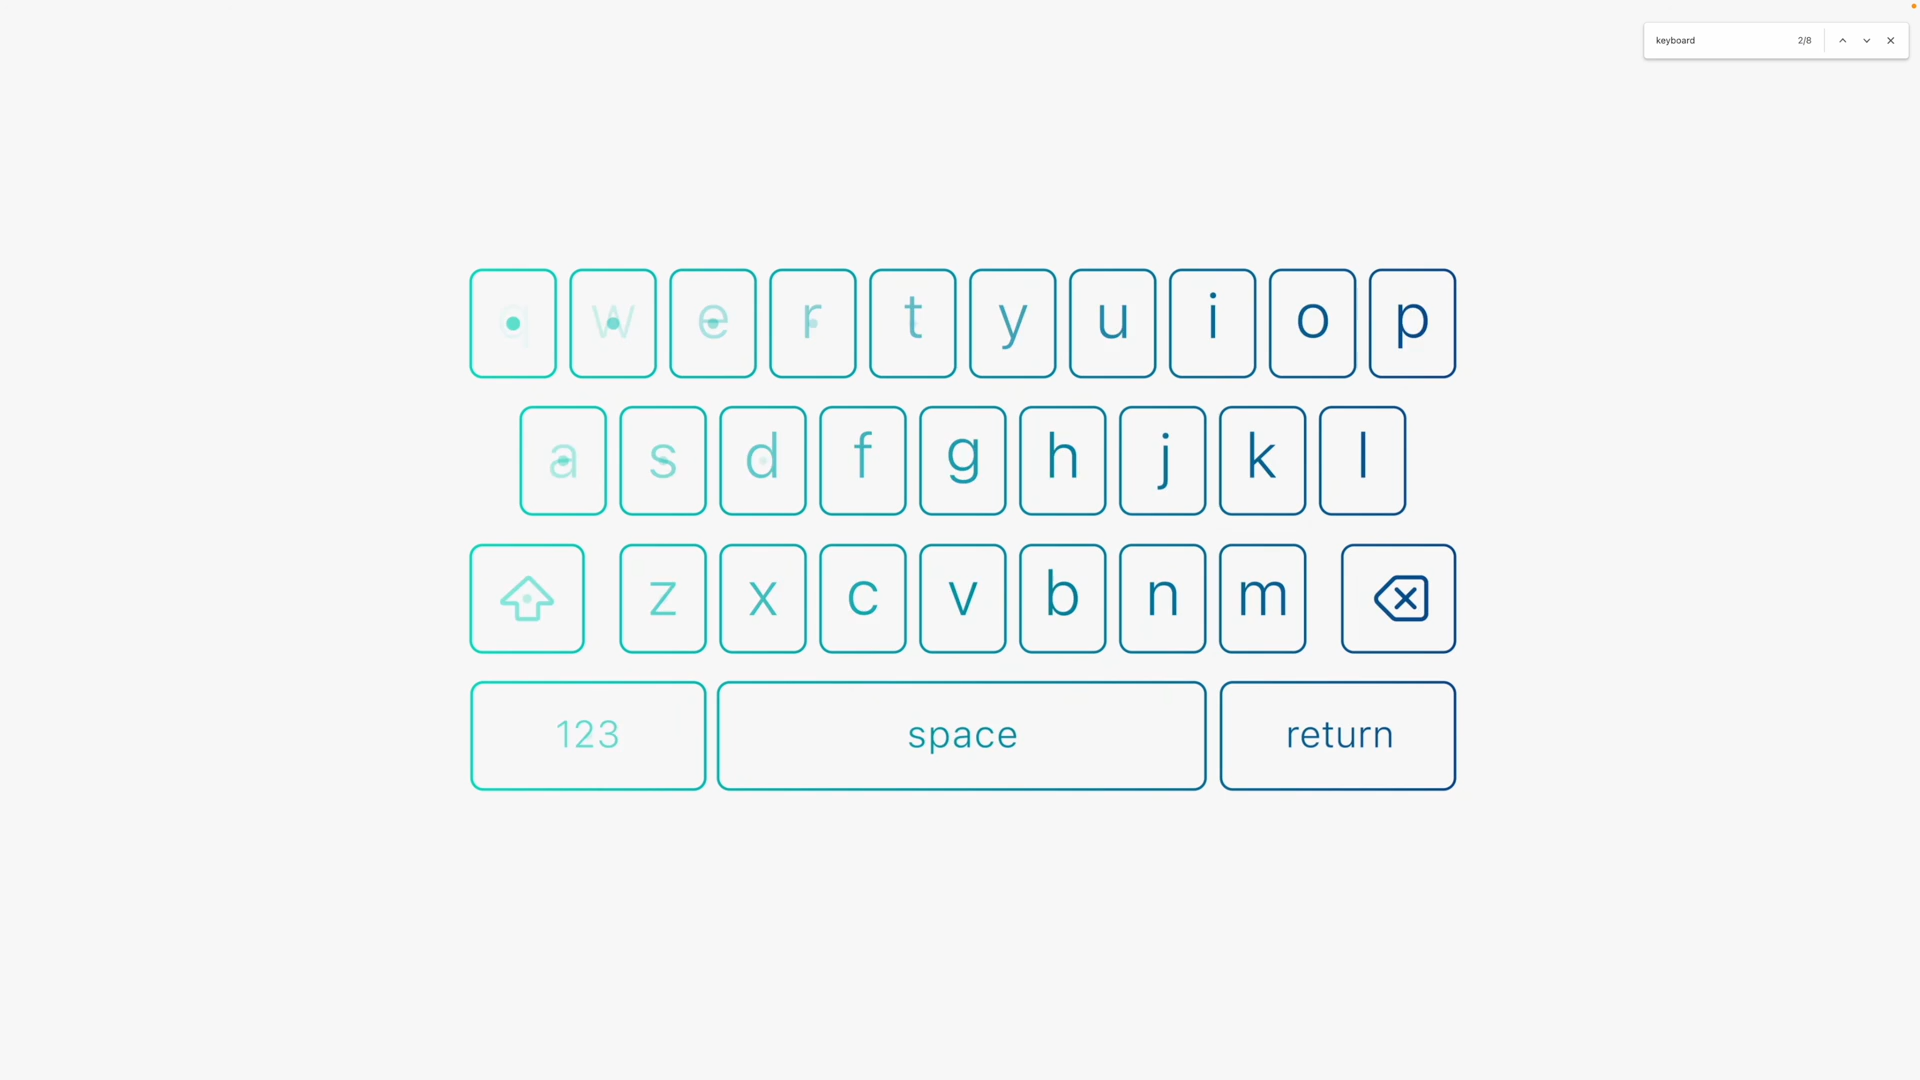 keyboard 2/8
q w e r t y u i o p
a s d f g h j k l
z x c v b n m
123 space return